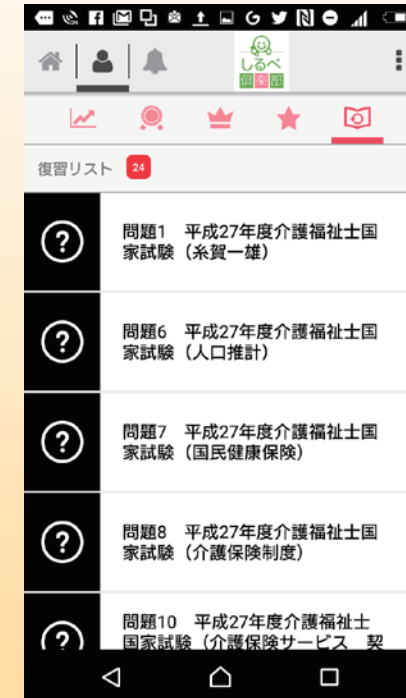 しるべ
倶楽部
復習リスト 24
問題1　平成27年度介護福祉士国
家試験（糸賀一雄）
問題6　平成27年度介護福祉士国
家試験（人口推計）
問題7　平成27年度介護福祉士国
家試験（国民健康保険）
問題8　平成27年度介護福祉士国
家試験（介護保険制度）
問題10　平成27年度介護福祉士
国家試験（介護保険サービス　契